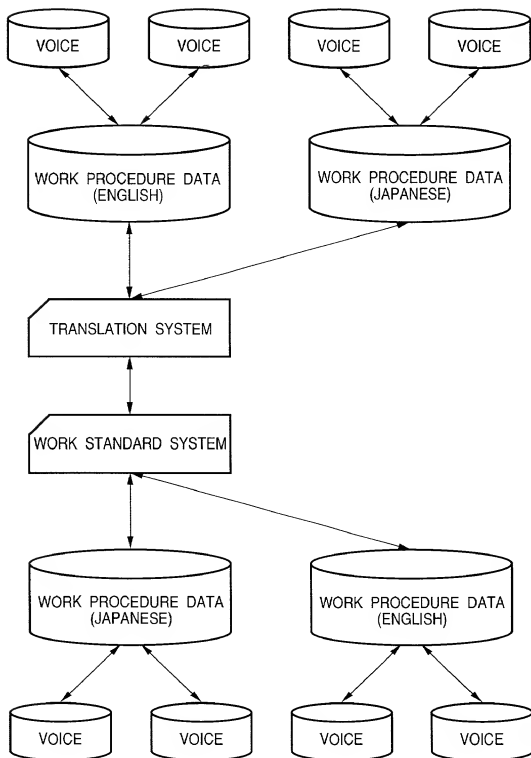 VOICE
VOICE
VOICE
VOICE
WORK PROCEDURE DATA
(ENGLISH)
WORK PROCEDURE DATA
(JAPANESE)
TRANSLATION SYSTEM
WORK STANDARD SYSTEM
WORK PROCEDURE DATA
(JAPANESE)
WORK PROCEDURE DATA
(ENGLISH)
VOICE
VOICE
VOICE
VOICE